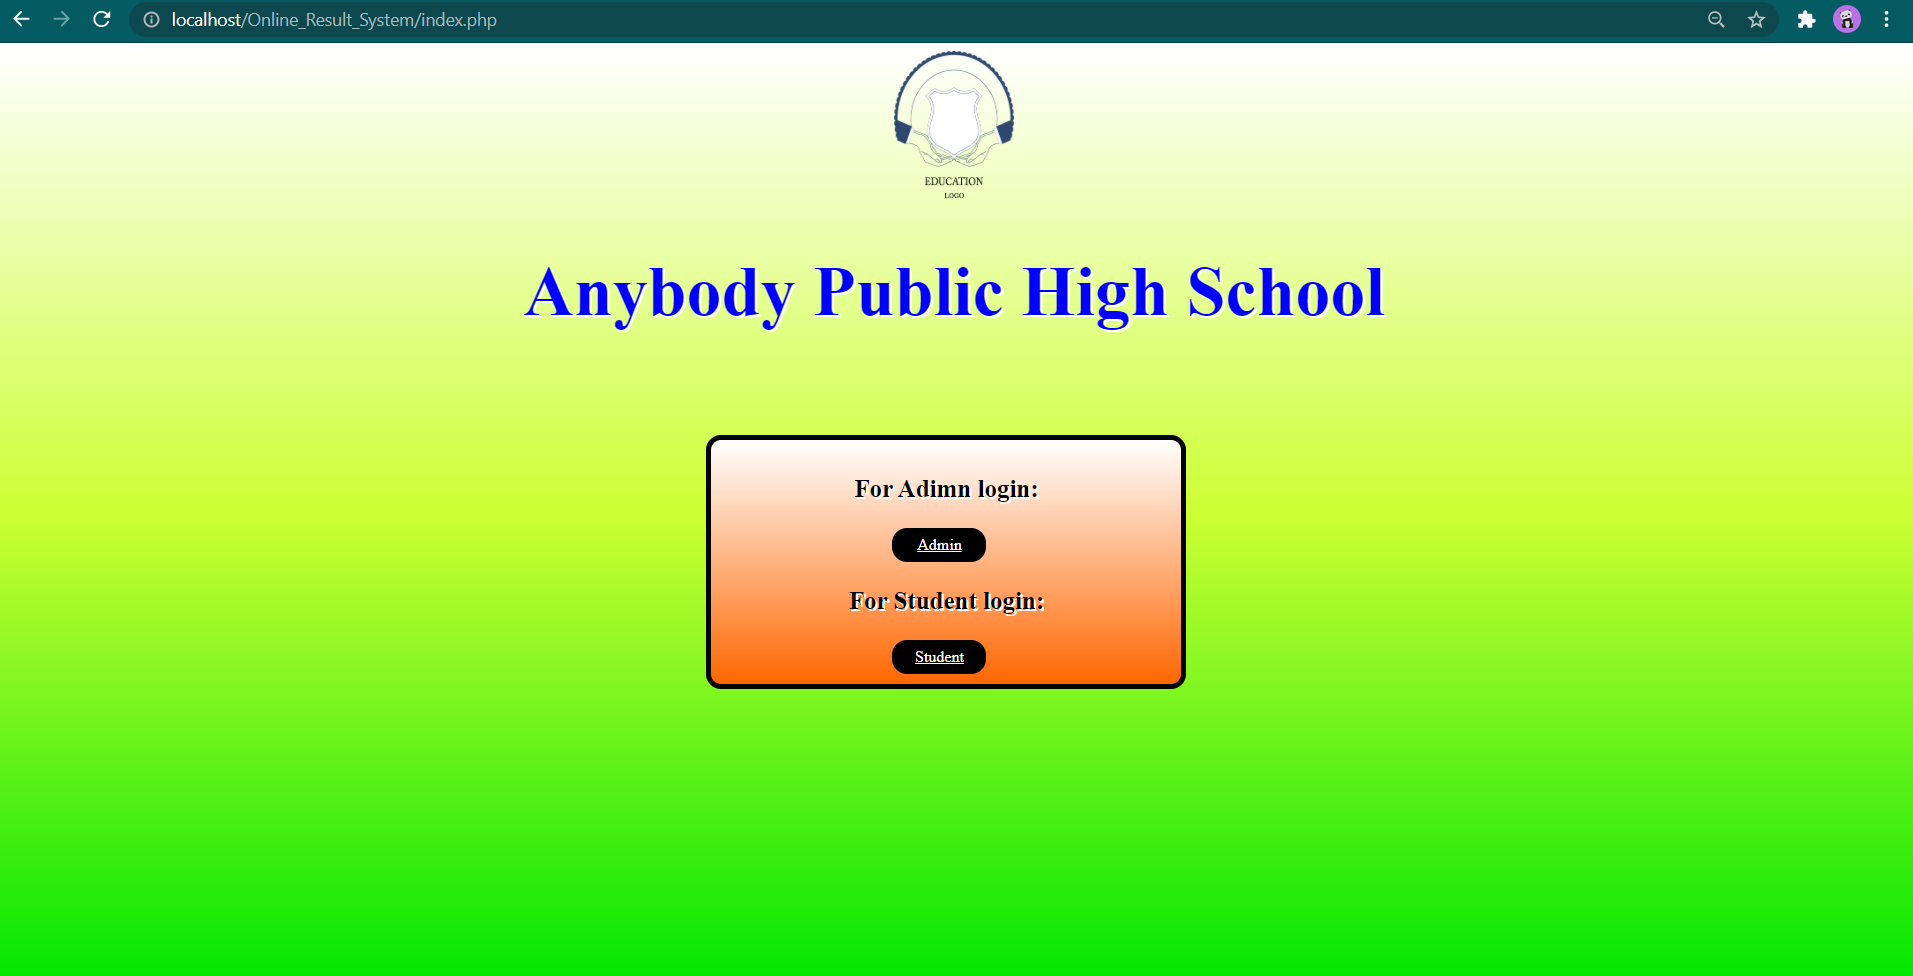 localhost/Online_Result_System/index.php
EDUCATION
LOGO
Anybody Public High School
For Adimn login:
Admin
For Student login:
Student